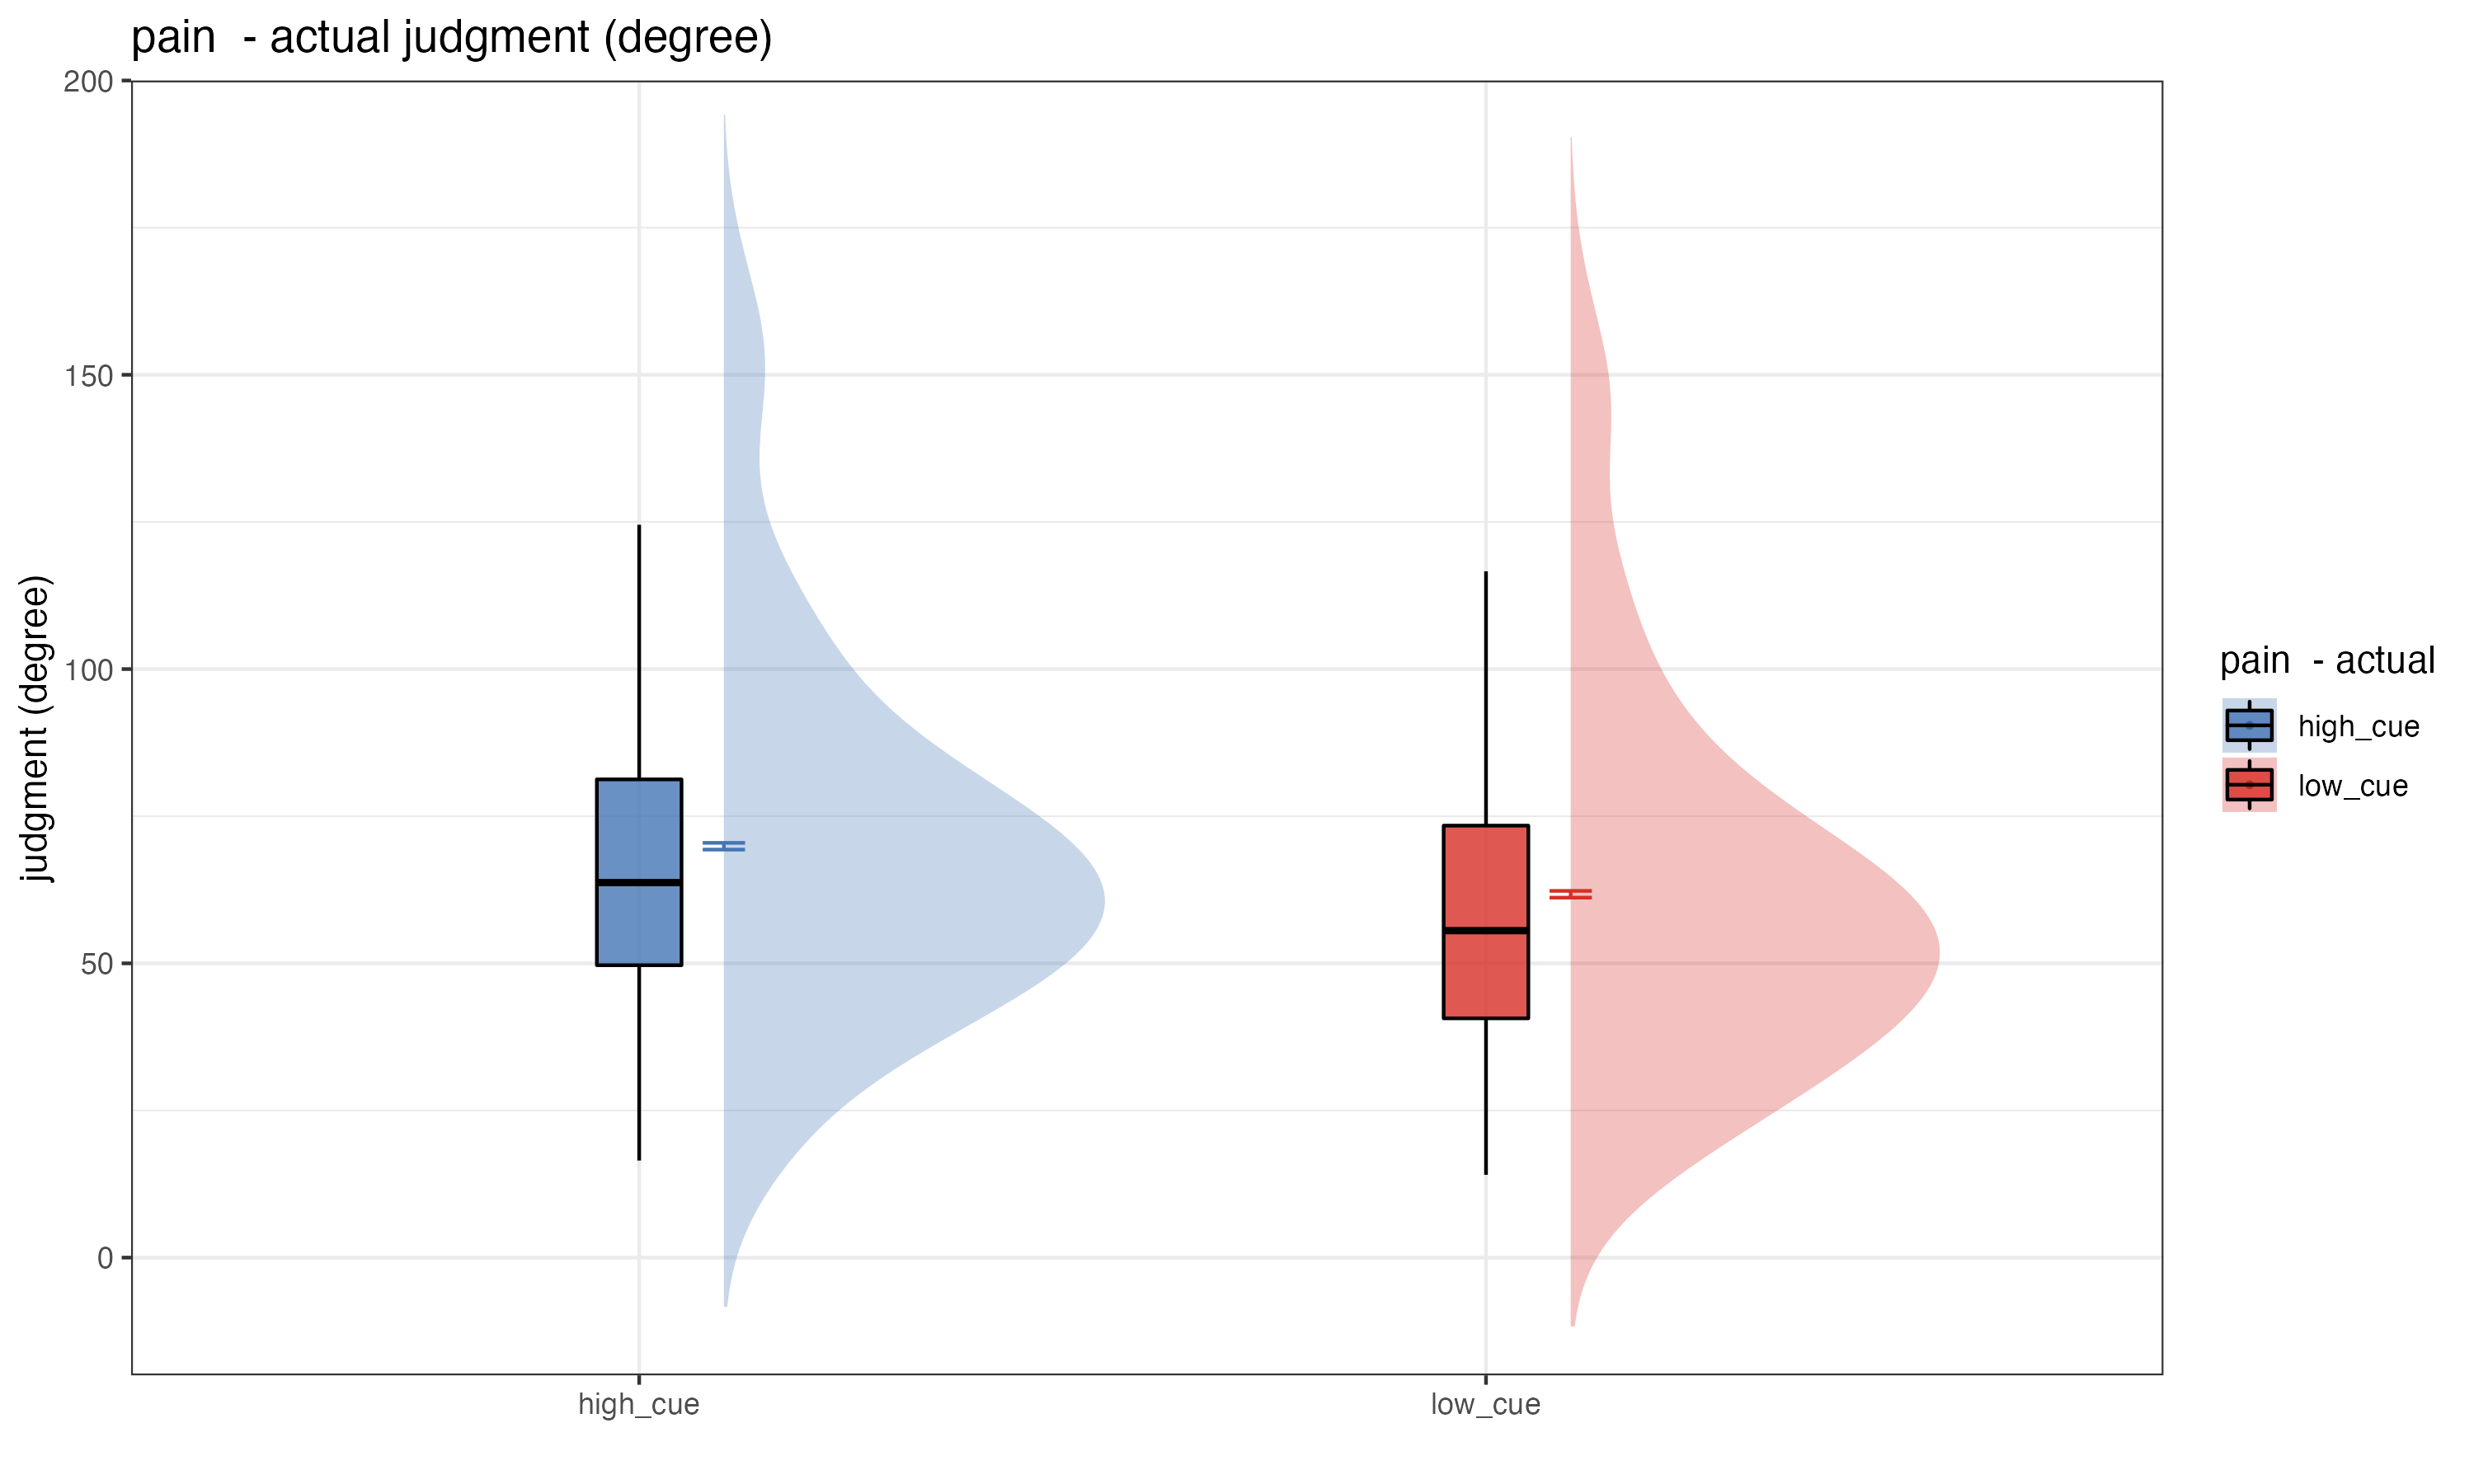 pain  - actual judgment (degree)
judgment (degree)
200
150
100
50
0
high_cue
low_cue
pain  - actual
high_cue
low_cue